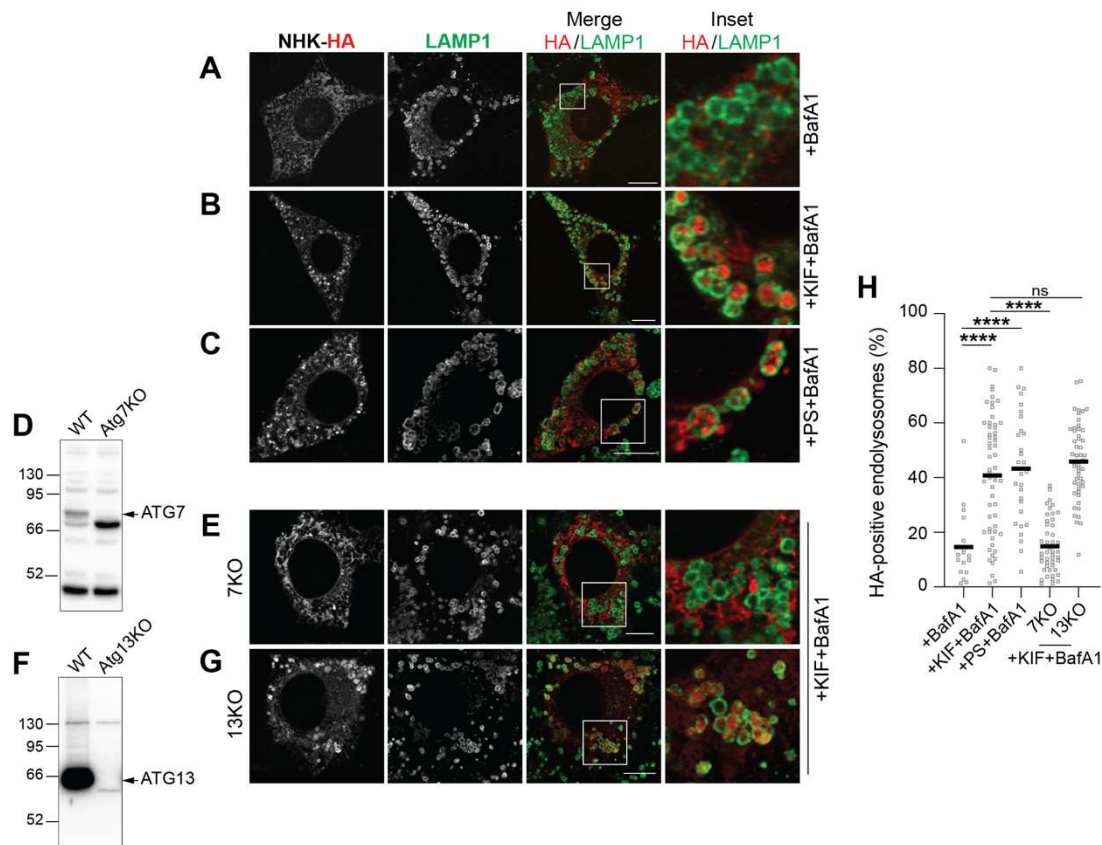 NHK-HA
LAMP1
Merge
HA/LAMP1
Inset
HA/LAMP1
A
+BafA1
B
+KIF+BafA1
C
+PS+BafA1
D
WT
Atg7KO
130
95
66
52
ATG7
E
7KO
F
WT
Atg13KO
130
95
66
52
ATG13
G
13KO
+KIF+BafA1
H
ns
****
****
****
HA-positive endolysosomes (%)
100
80
60
40
20
0
+BafA1
+KIF+BafA1
+PS+BafA1
7KO
13KO
+KIF+BafA1